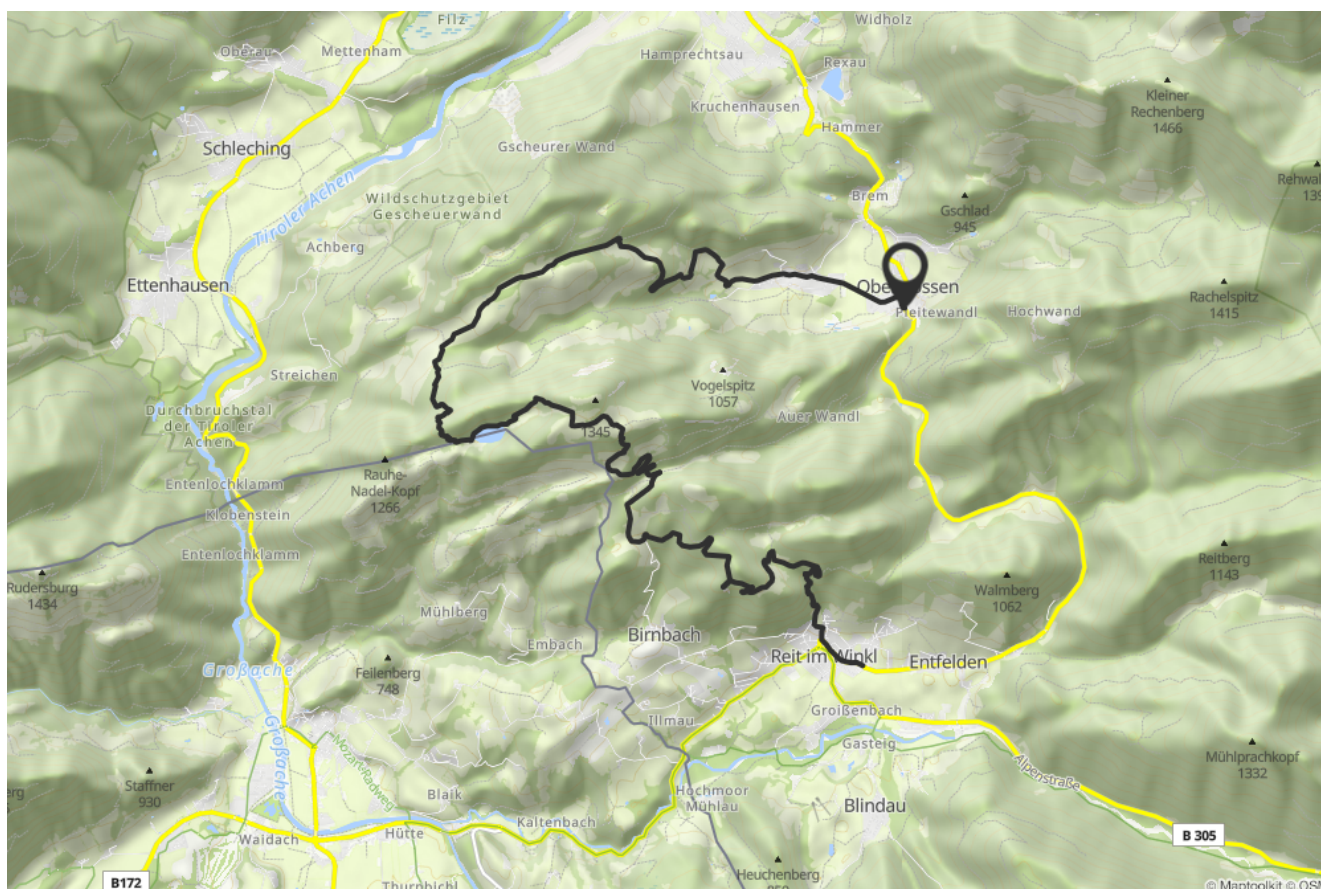 Filz
Widholz
Oberau
Mettenham
Hamprechtsau
Rexau
Kleiner
Rechenberg
1466
Kruchenhausen
Hammer
Schleching
Gscheurer Wand
Tiroler Achen
Wildschutzgebiet
Gescheuerwand
Brem
Gschlad
945
Achberg
Ettenhausen
Pfeitewandl
Hochwand
Rachelspitz
1415
Streichen
Vogelspitz
1057
Auer Wandl
Durchbruchstal
der Tiroler
Achen
1345
Rauhe-
Nadel-Kopf
1266
Entenlochklamm
Klobenstein
Entenlochklamm
Rudersburg
1434
Reitberg
1143
Walmberg
1062
Mühlberg
Embach
Birnbach
Reit im Winkl
Entfelden
Großache
Feilenberg
748
Großache
Illmau
Groißenbach
Gasteig
Mühlprachkopf
1332
Mozart-Radweg
Alpenstraße
Staffner
930
Blaik
Hochmoor
Mühlau
Blindau
Kaltenbach
Hütte
Waidach
B 305
Heuchenberg
B172
Thurnbichl
© Maptoolkit © OSM